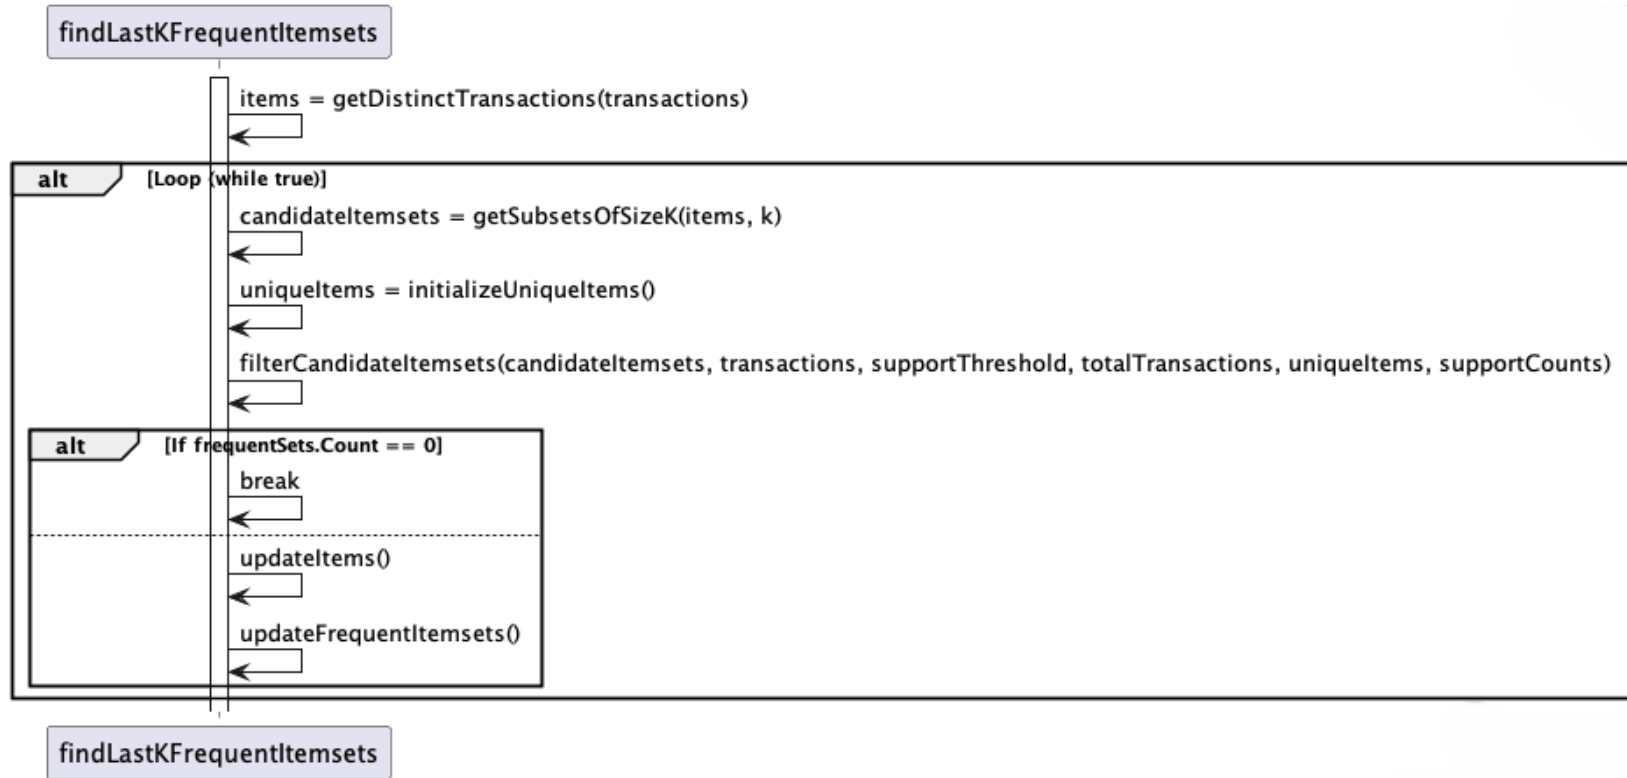 findLastKFrequentItemsets
items = getDistinctTransactions(transactions)
alt [Loop (while true)]
candidateItemsets = getSubsetsOfSizeK(items, k)
uniqueItems = initializeUniqueItems()
filterCandidateItemsets(candidateItemsets, transactions, supportThreshold, totalTransactions, uniqueItems, supportCounts)
alt [If frequentSets.Count == 0]
break
updateItems()
updateFrequentItemsets()
findLastKFrequentItemsets